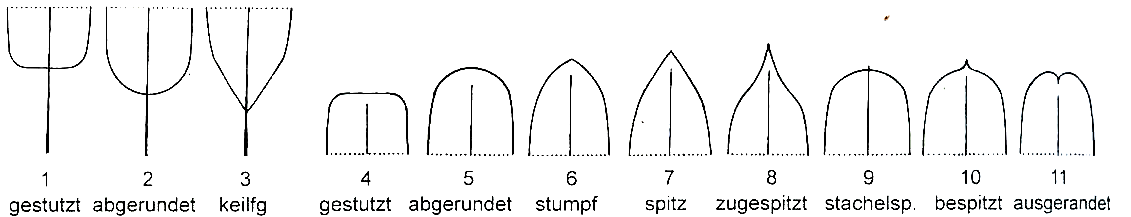 1 2 3 4 5 6 7 8 9 10 11
gestutzt abgerundet keilfg gestutzt abgerundet stumpf spitz zugespitzt stachelsp. bespitzt ausgerandet